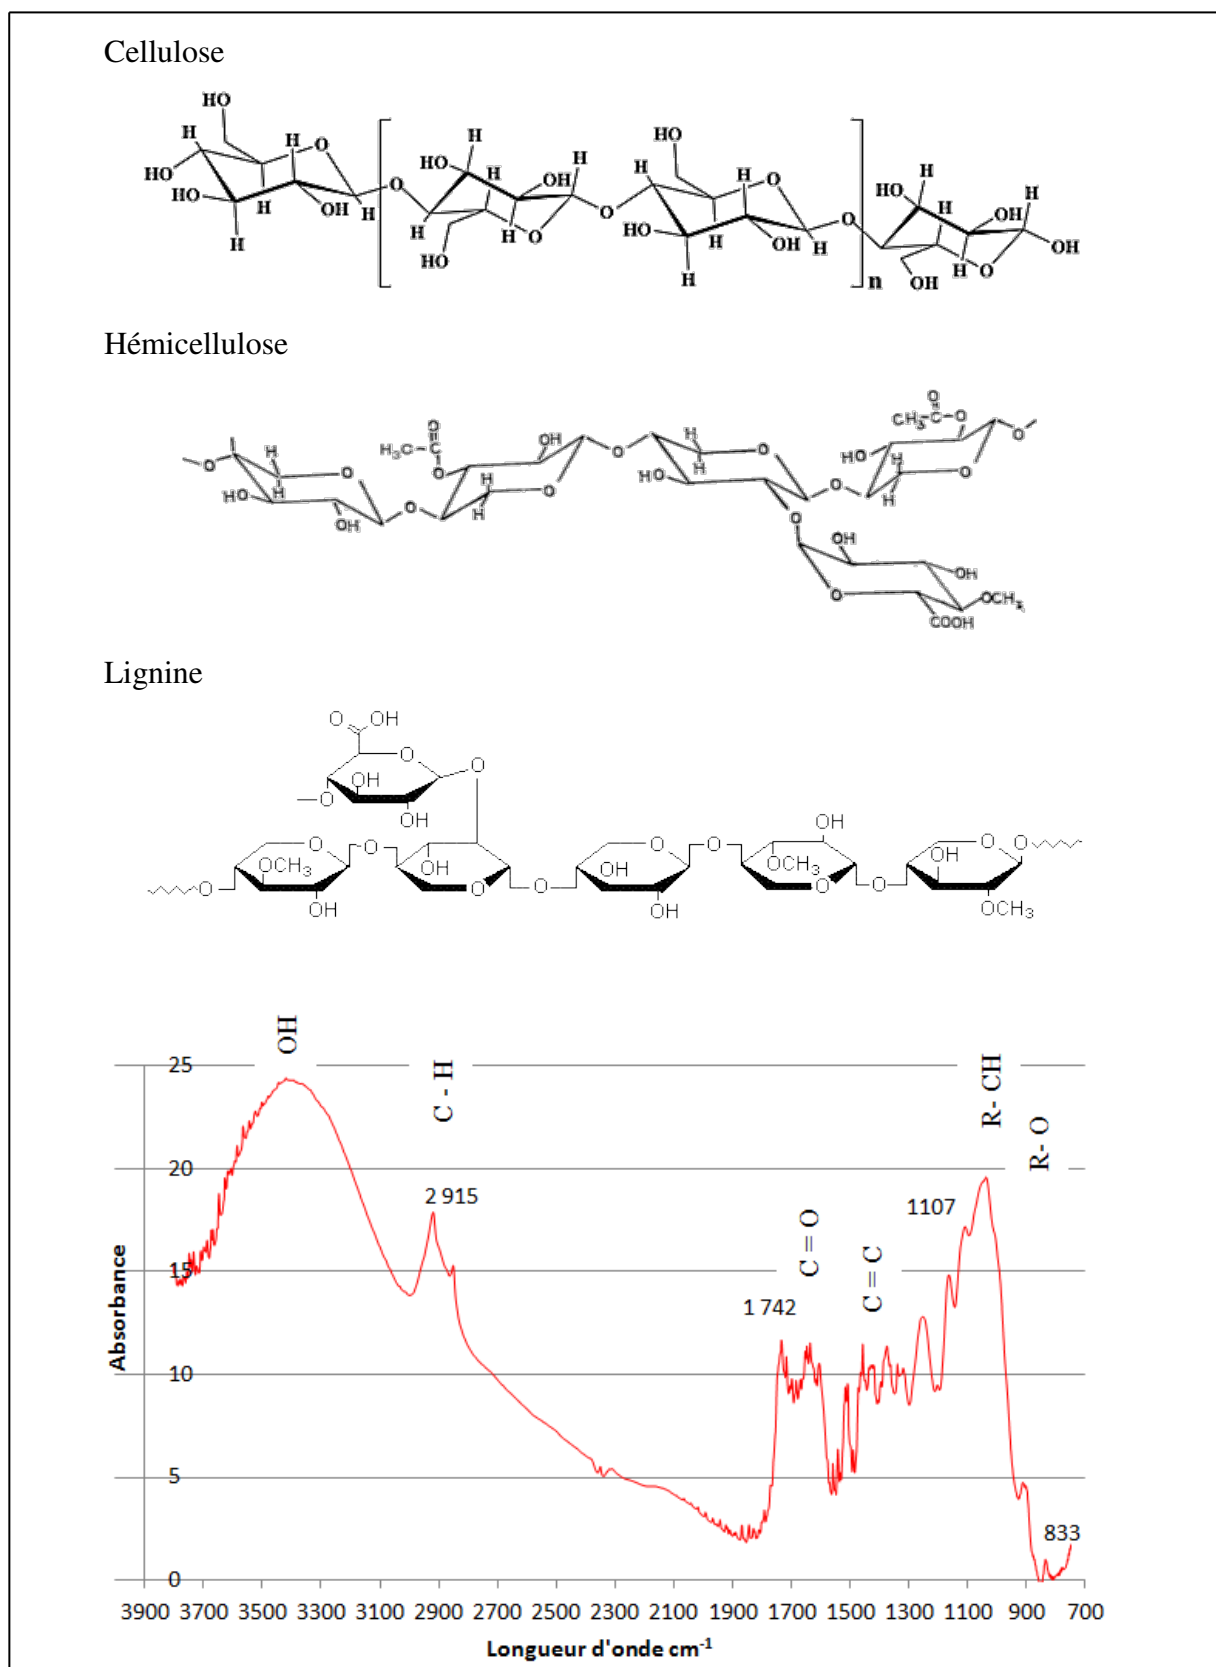 Cellulose
HO
H H O H H
HO HO OH O
HO H OH H O HO H O OH H OH
H H O HO H H OH H O H O OH
HO H n OH
Hémicellulose
O O
H₃C-C CH₃-C-O
O H OH O O
H O O HO H
HO H O O H HO O H
OH H O OH OH
O OCH₃
COOH
Lignine
O OH
O O
OH
O OH
O O OH O O OH O O
OCH₃ OH OH OCH₃ OH
O OH O O OH O O OCH₃
OH
C - H
R- CH
R- O
C = O
C = C
25
20
15
10
5
0
2 915
1 742
1107
833
Absorbance
3900 3700 3500 3300 3100 2900 2700 2500 2300 2100 1900 1700 1500 1300 1100 900 700
Longueur d'onde cm⁻¹